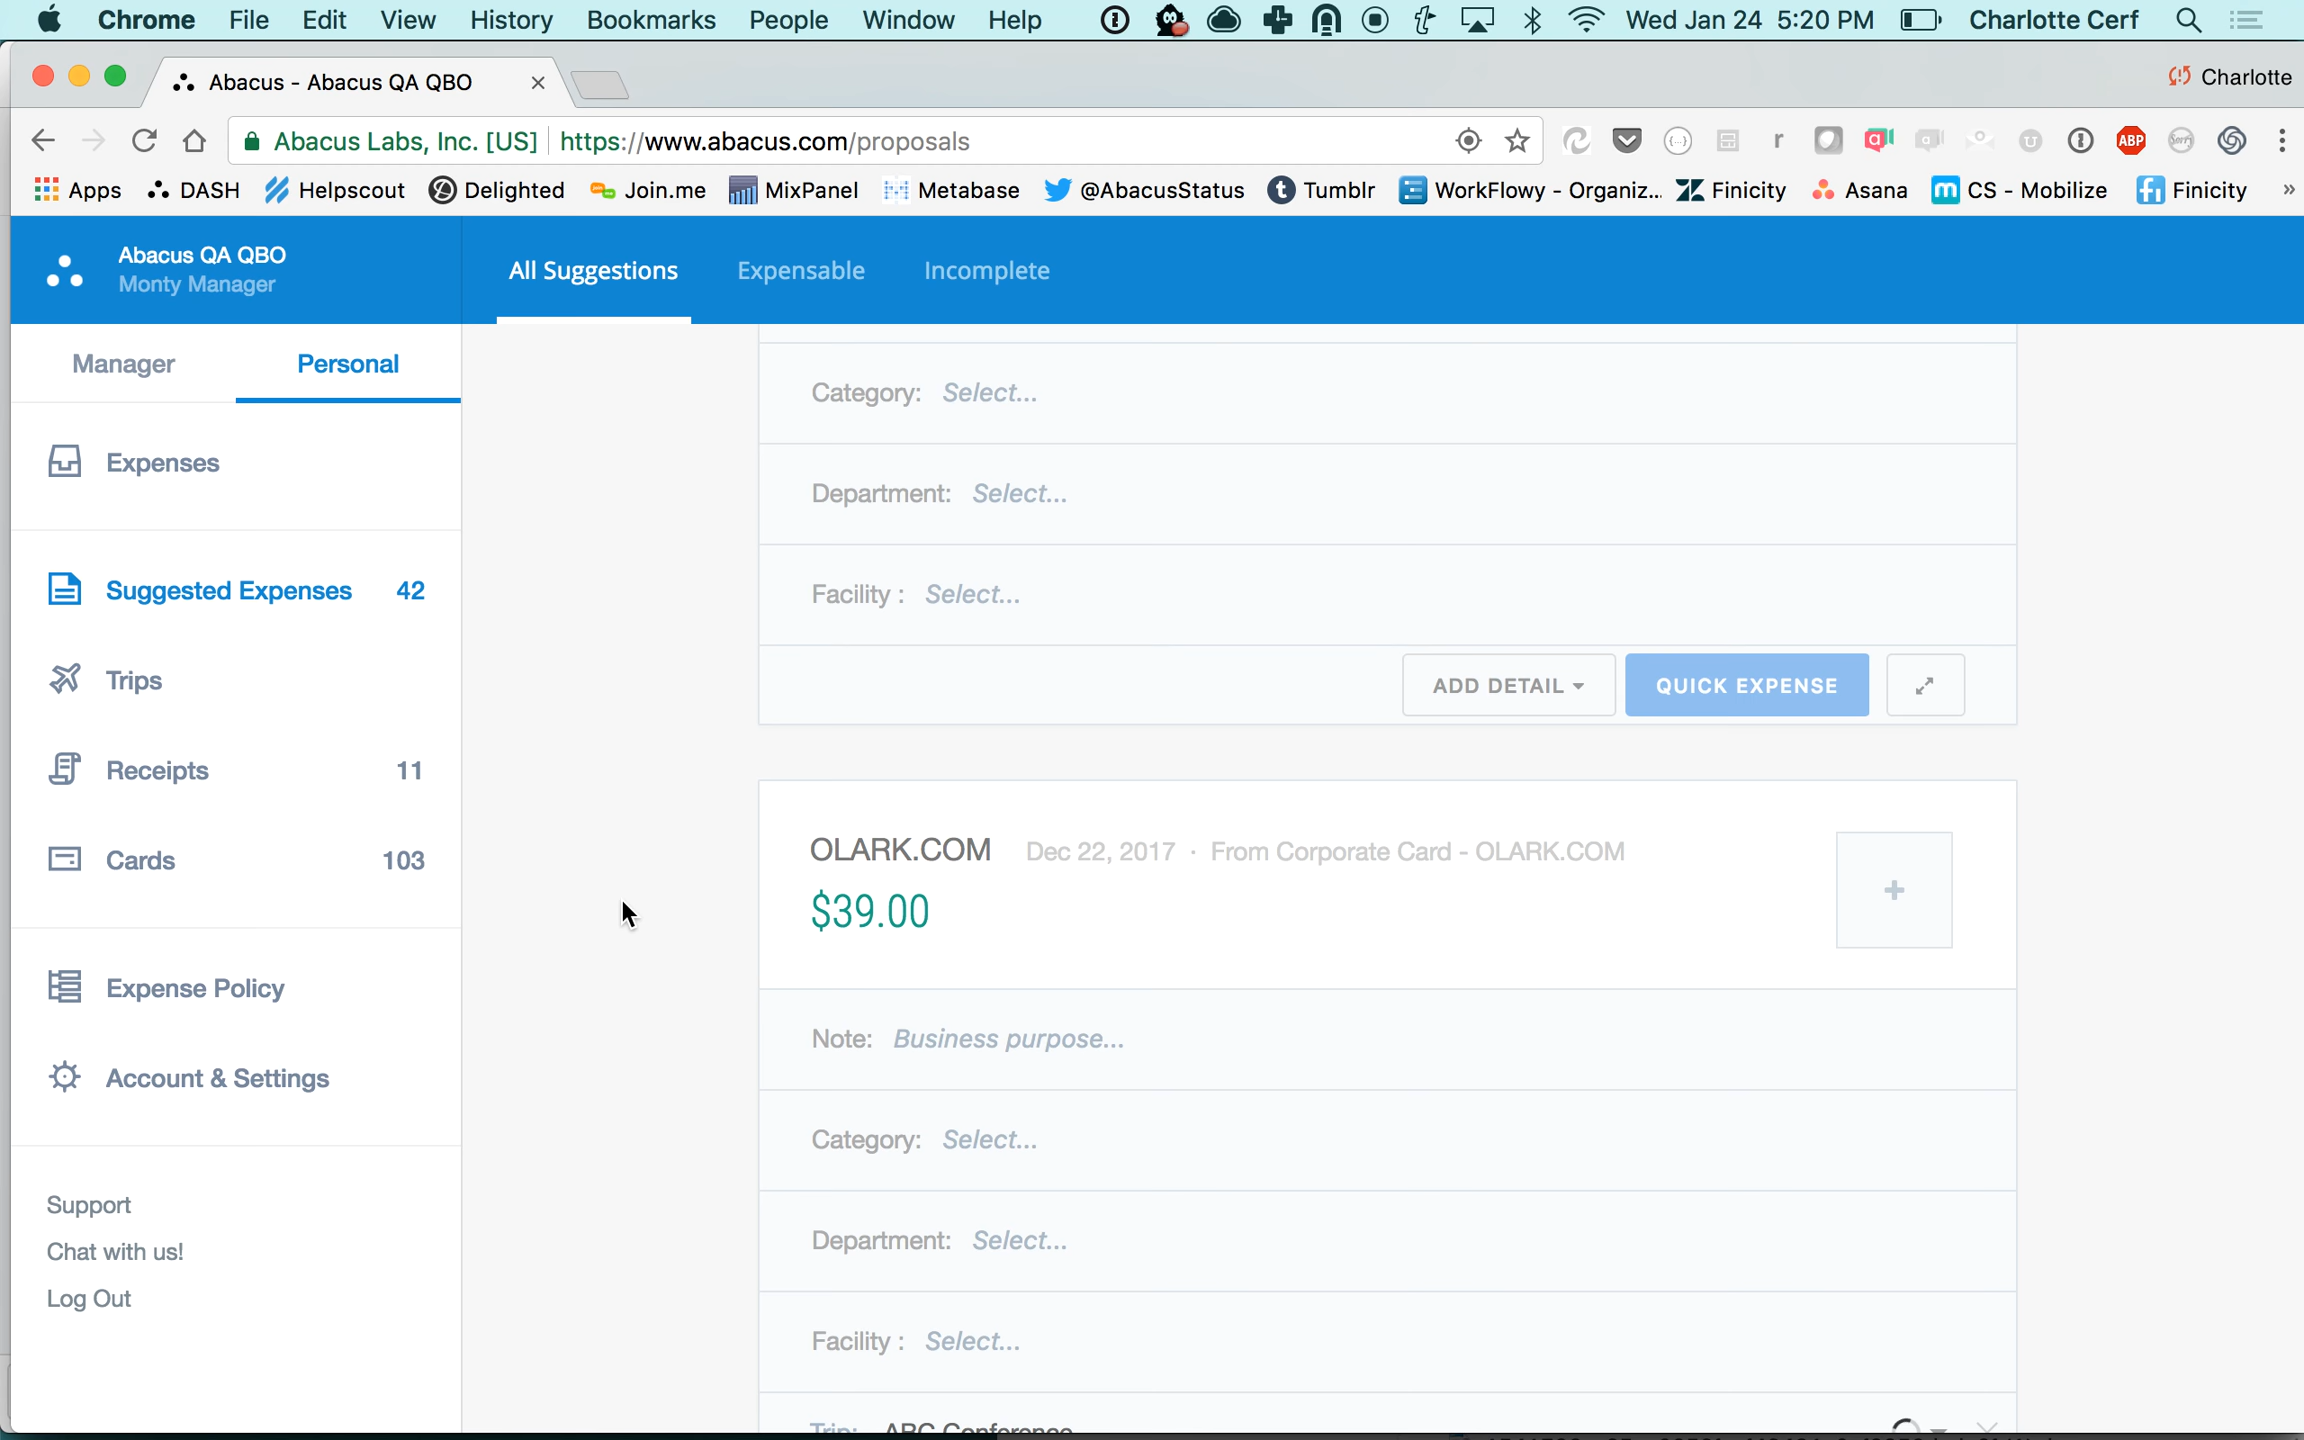 Chrome File Edit View History Bookmarks People Window Help Wed Jan 24 5:20 PM Charlotte Cerf
Abacus - Abacus QA QBO Charlotte
Abacus Labs, Inc. [US] https://www.abacus.com/proposals
Apps DASH Helpscout Delighted Join.me MixPanel Metabase @AbacusStatus Tumblr WorkFlowy - Organiz... Finicity Asana CS - Mobilize Finicity »
Abacus QA QBO
Monty Manager
All Suggestions Expensable Incomplete
Manager Personal
Expenses
Suggested Expenses 42
Trips
Receipts 11
Cards 103
Expense Policy
Account & Settings
Support
Chat with us!
Log Out
Category: Select...
Department: Select...
Facility : Select...
ADD DETAIL QUICK EXPENSE
OLARK.COM Dec 22, 2017 · From Corporate Card - OLARK.COM
$39.00
Note: Business purpose...
Category: Select...
Department: Select...
Facility : Select...
Trip: ABC Conference